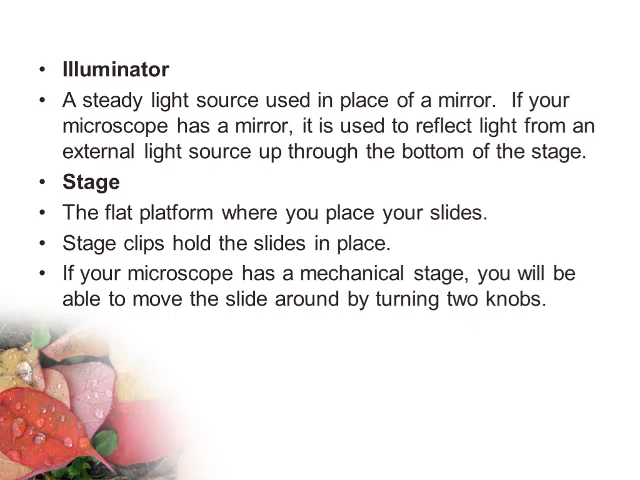 • Illuminator
• A steady light source used in place of a mirror.  If your
microscope has a mirror, it is used to reflect light from an
external light source up through the bottom of the stage.
• Stage
• The flat platform where you place your slides.
• Stage clips hold the slides in place.
• If your microscope has a mechanical stage, you will be
able to move the slide around by turning two knobs.